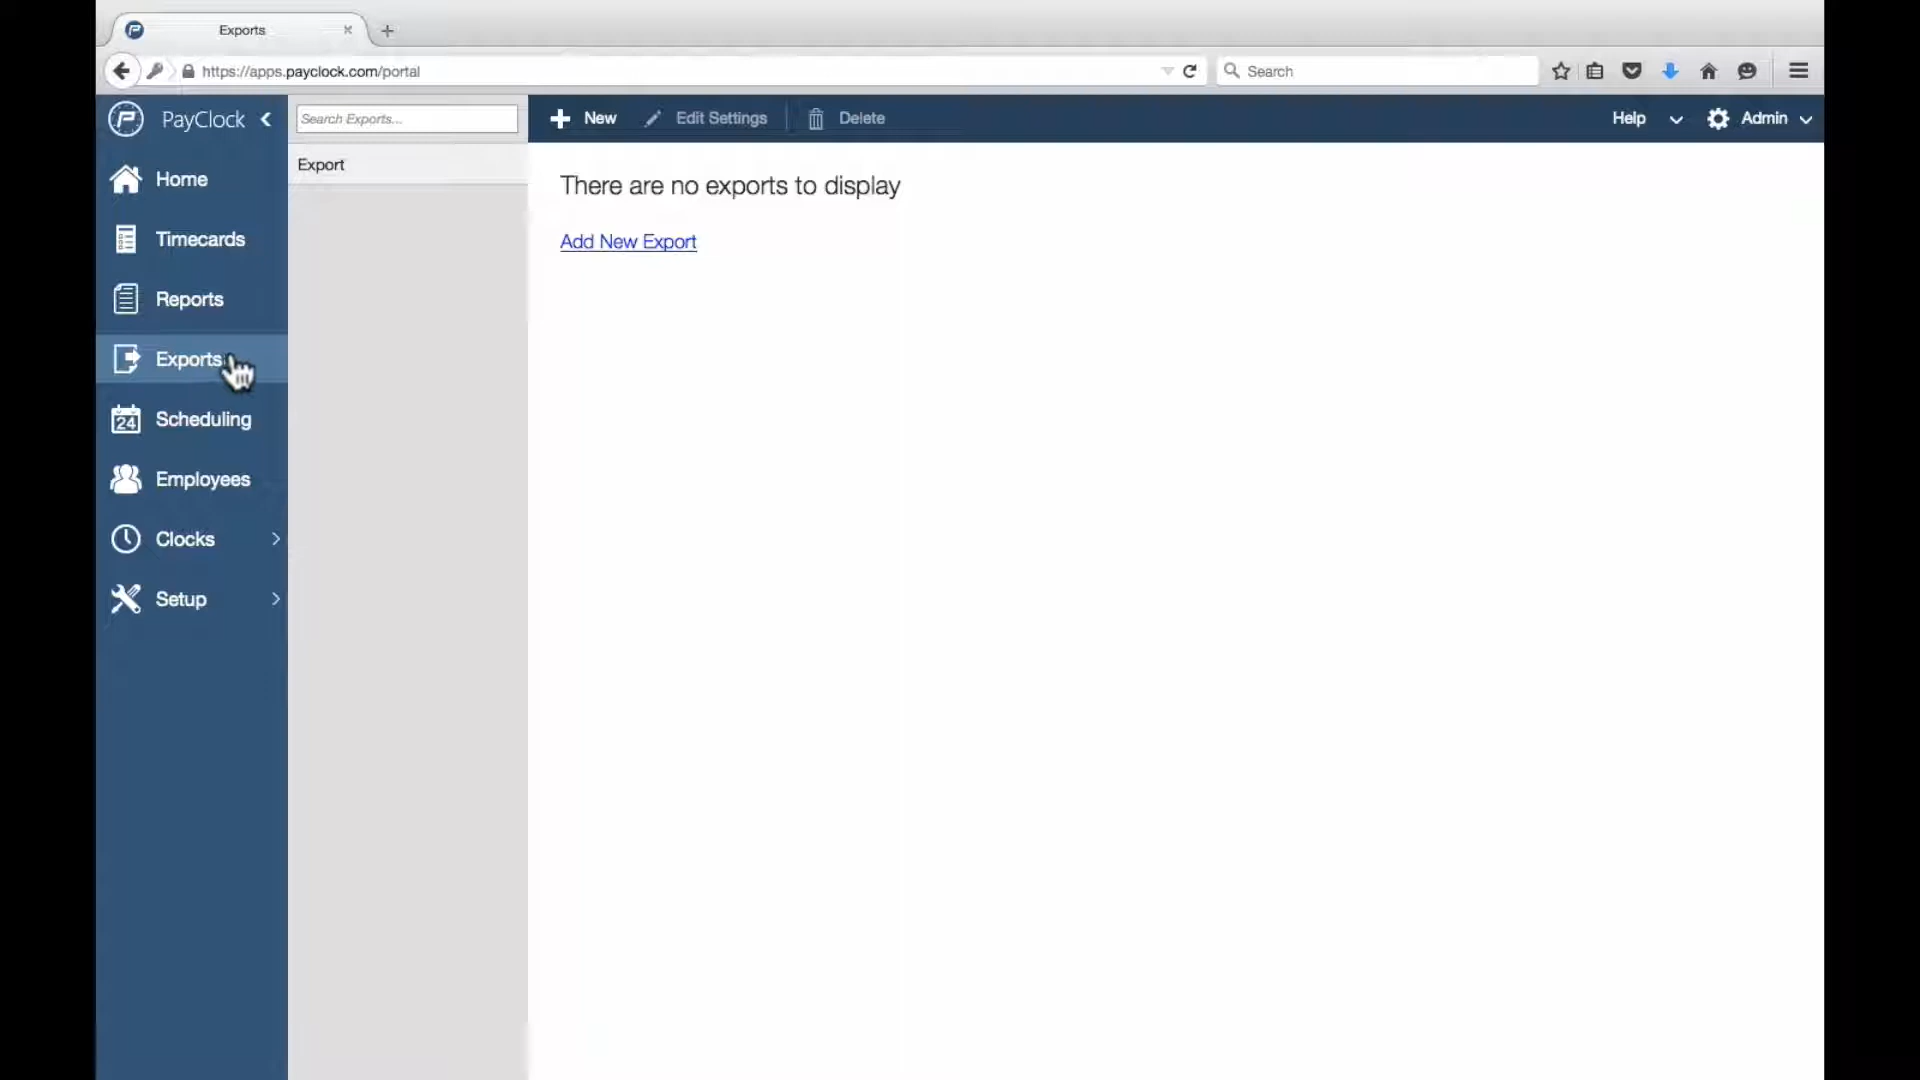 Exports
https://apps.payclock.com/portal
Search
PayClock
Search Exports...
New
Edit Settings
Delete
Help
Admin
Home
Timecards
Reports
Exports
Scheduling
24
Employees
Clocks
Setup
Export
There are no exports to display
Add New Export